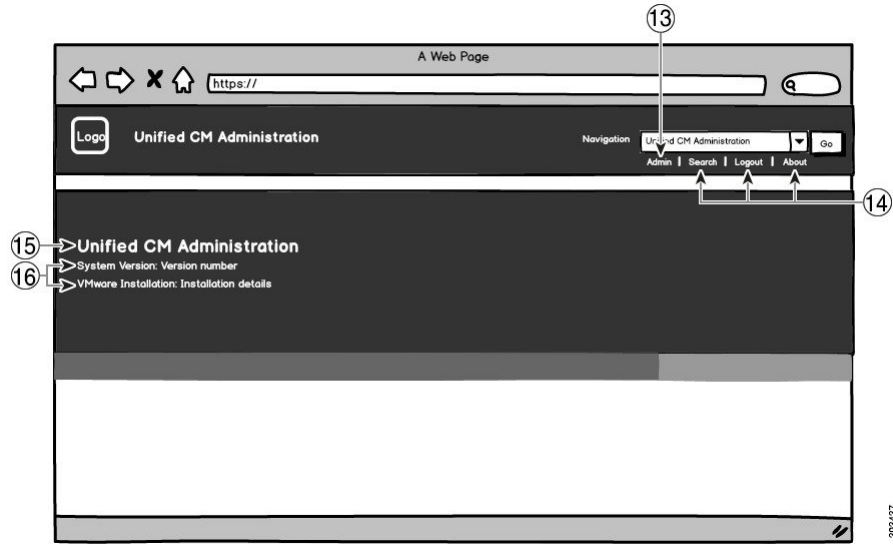 13
A Web Page
https://
Logo
Unified CM Administration
Navigation
Unified CM Administration
Go
Admin | Search | Logout | About
14
15
Unified CM Administration
16
System Version: Version number
VMware Installation: Installation details